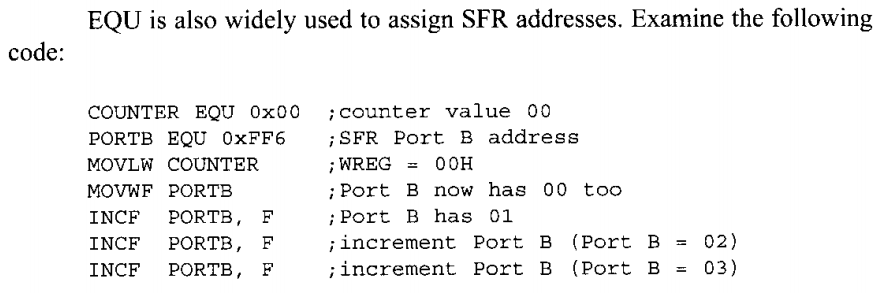 EQU is also widely used to assign SFR addresses. Examine the following
code:
COUNTER EQU 0x00 ;counter value 00
PORTB EQU 0xFF6 ;SFR Port B address
MOVLW COUNTER ;WREG = 00H
MOVWF PORTB ;Port B now has 00 too
INCF PORTB, F ;Port B has 01
INCF PORTB, F ;increment Port B (Port B = 02)
INCF PORTB, F ;increment Port B (Port B = 03)